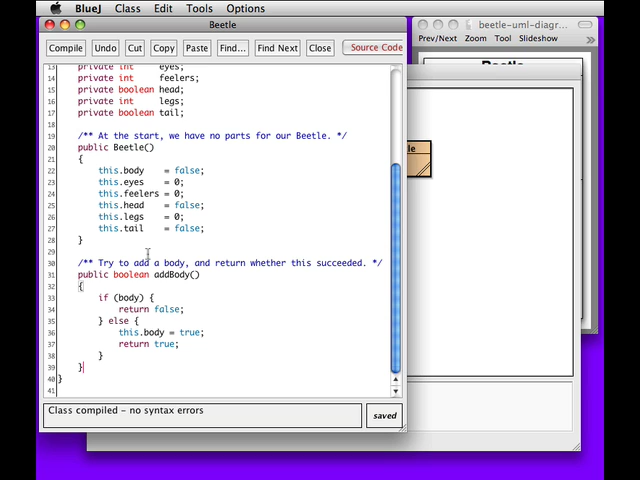 BlueJ Class Edit Tools Options
Beetle
Compile Undo Cut Copy Paste Find... Find Next Close Source Code
13 private int eyes;
14 private int feelers;
15 private boolean head;
16 private int legs;
17 private boolean tail;
18
19 /** At the start, we have no parts for our Beetle. */
20 public Beetle()
21 {
22 this.body = false;
23 this.eyes = 0;
24 this.feelers = 0;
25 this.head = false;
26 this.legs = 0;
27 this.tail = false;
28 }
29
30 /** Try to add a body, and return whether this succeeded. */
31 public boolean addBody()
32 {
33 if (body) {
34 return false;
35 } else {
36 this.body = true;
37 return true;
38 }
39 }
40 }
41
Class compiled - no syntax errors
saved
beetle-uml-diagr...
Prev/Next Zoom Tool Slideshow